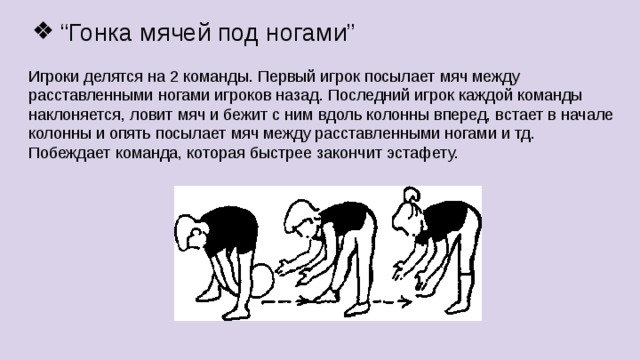 ❖ “Гонка мячей под ногами”
Игроки делятся на 2 команды. Первый игрок посылает мяч между
расставленными ногами игроков назад. Последний игрок каждой команды
наклоняется, ловит мяч и бежит с ним вдоль колонны вперед, встает в начале
колонны и опять посылает мяч между расставленными ногами и тд.
Побеждает команда, которая быстрее закончит эстафету.